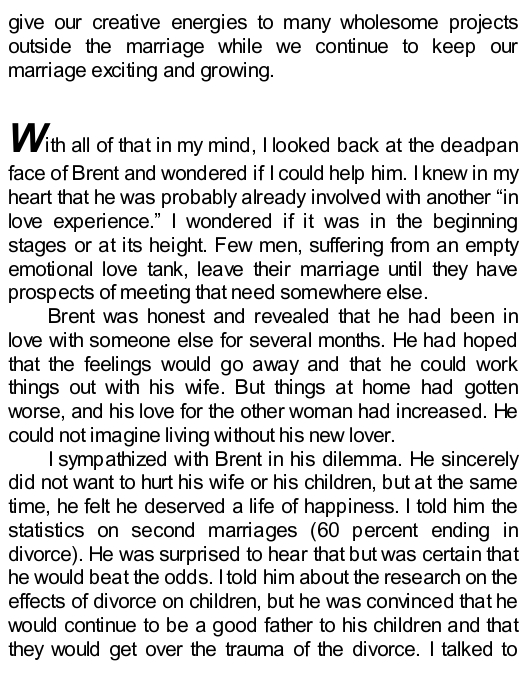 give our creative energies to many wholesome projects
outside the marriage while we continue to keep our
marriage exciting and growing.
With all of that in my mind, I looked back at the deadpan
face of Brent and wondered if I could help him. I knew in my
heart that he was probably already involved with another “in
love experience.” I wondered if it was in the beginning
stages or at its height. Few men, suffering from an empty
emotional love tank, leave their marriage until they have
prospects of meeting that need somewhere else.
Brent was honest and revealed that he had been in
love with someone else for several months. He had hoped
that the feelings would go away and that he could work
things out with his wife. But things at home had gotten
worse, and his love for the other woman had increased. He
could not imagine living without his new lover.
I sympathized with Brent in his dilemma. He sincerely
did not want to hurt his wife or his children, but at the same
time, he felt he deserved a life of happiness. I told him the
statistics on second marriages (60 percent ending in
divorce). He was surprised to hear that but was certain that
he would beat the odds. I told him about the research on the
effects of divorce on children, but he was convinced that he
would continue to be a good father to his children and that
they would get over the trauma of the divorce. I talked to